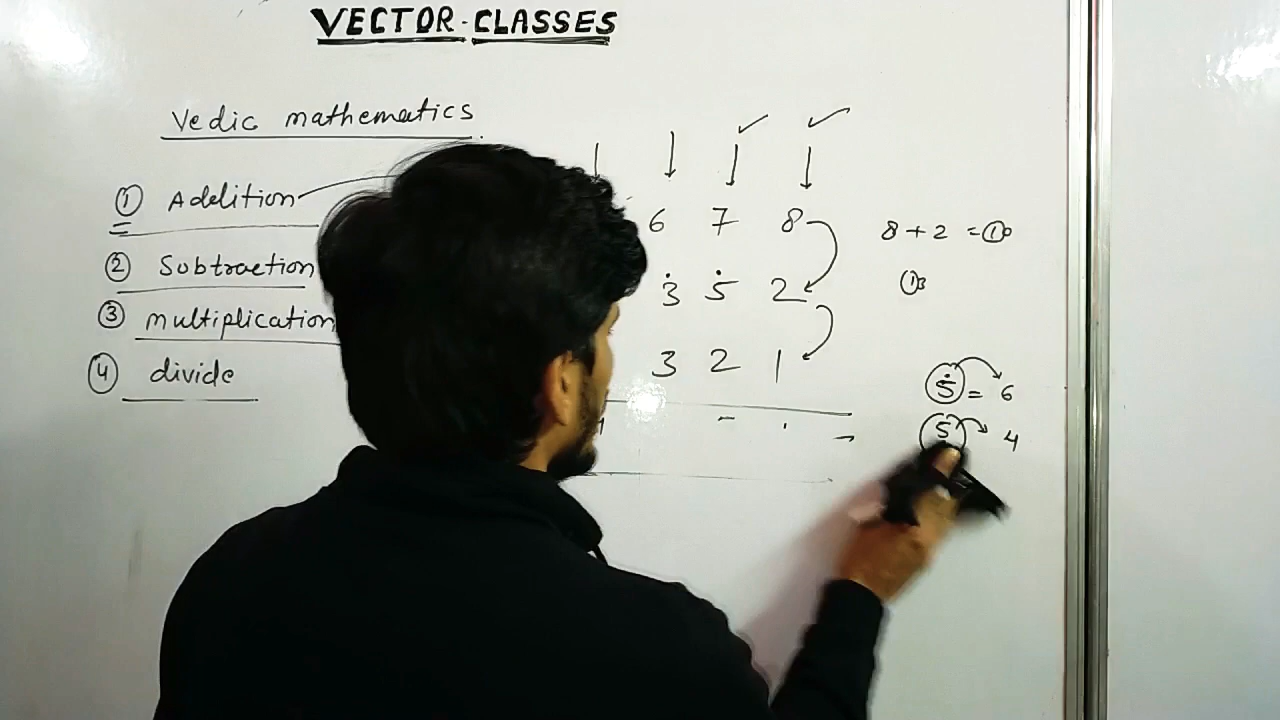 VECTOR-CLASSES
Vedic mathematics
① Addition
② Subtraction
③ multiplication
④ divide
6 7 8
3̇ 5̇ 2
3 2 1
8 + 2 = ①0
①3
5̇ = 6
5 4